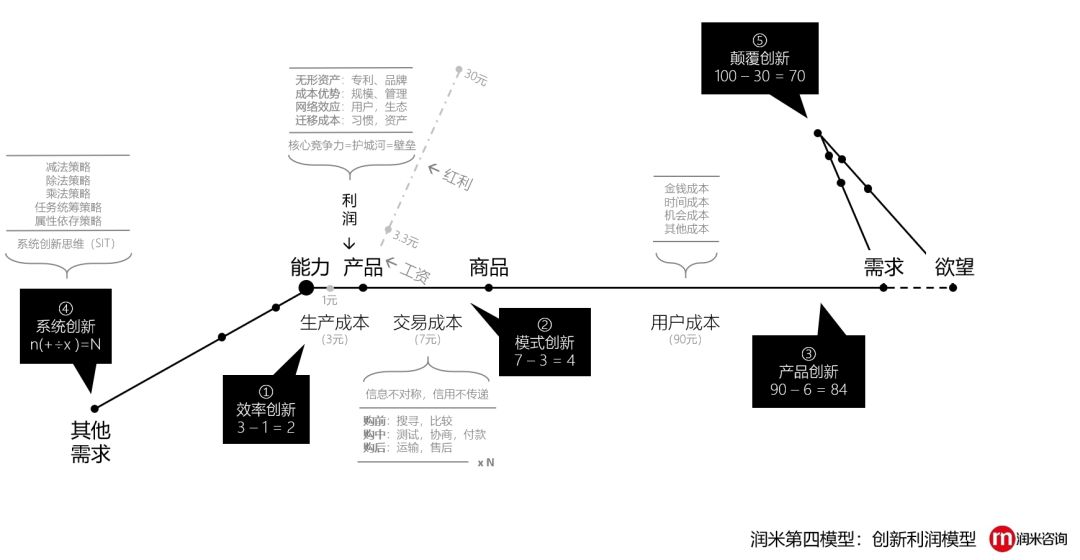 ⑤
颠覆创新
100 – 30 = 70
无形资产：专利、品牌
成本优势：规模、管理
网络效应：用户，生态
迁移成本：习惯，资产
核心竞争力=护城河=壁垒
30元
红利
3.3元
工资
减法策略
除法策略
乘法策略
任务统筹策略
属性依存策略
系统创新思维（SIT）
利
润
金钱成本
时间成本
机会成本
其他成本
能力
产品
商品
需求
欲望
④
系统创新
n(+÷x )=N
1元
生产成本
(3元)
交易成本
(7元)
②
模式创新
7 – 3 = 4
用户成本
(90元)
③
产品创新
90 – 6 = 84
①
效率创新
3 – 1 = 2
信息不对称，信用不传递
购前：搜寻，比较
购中：测试，协商，付款
购后：运输，售后
x N
其他
需求
润米第四模型：创新利润模型
rn
润米咨询